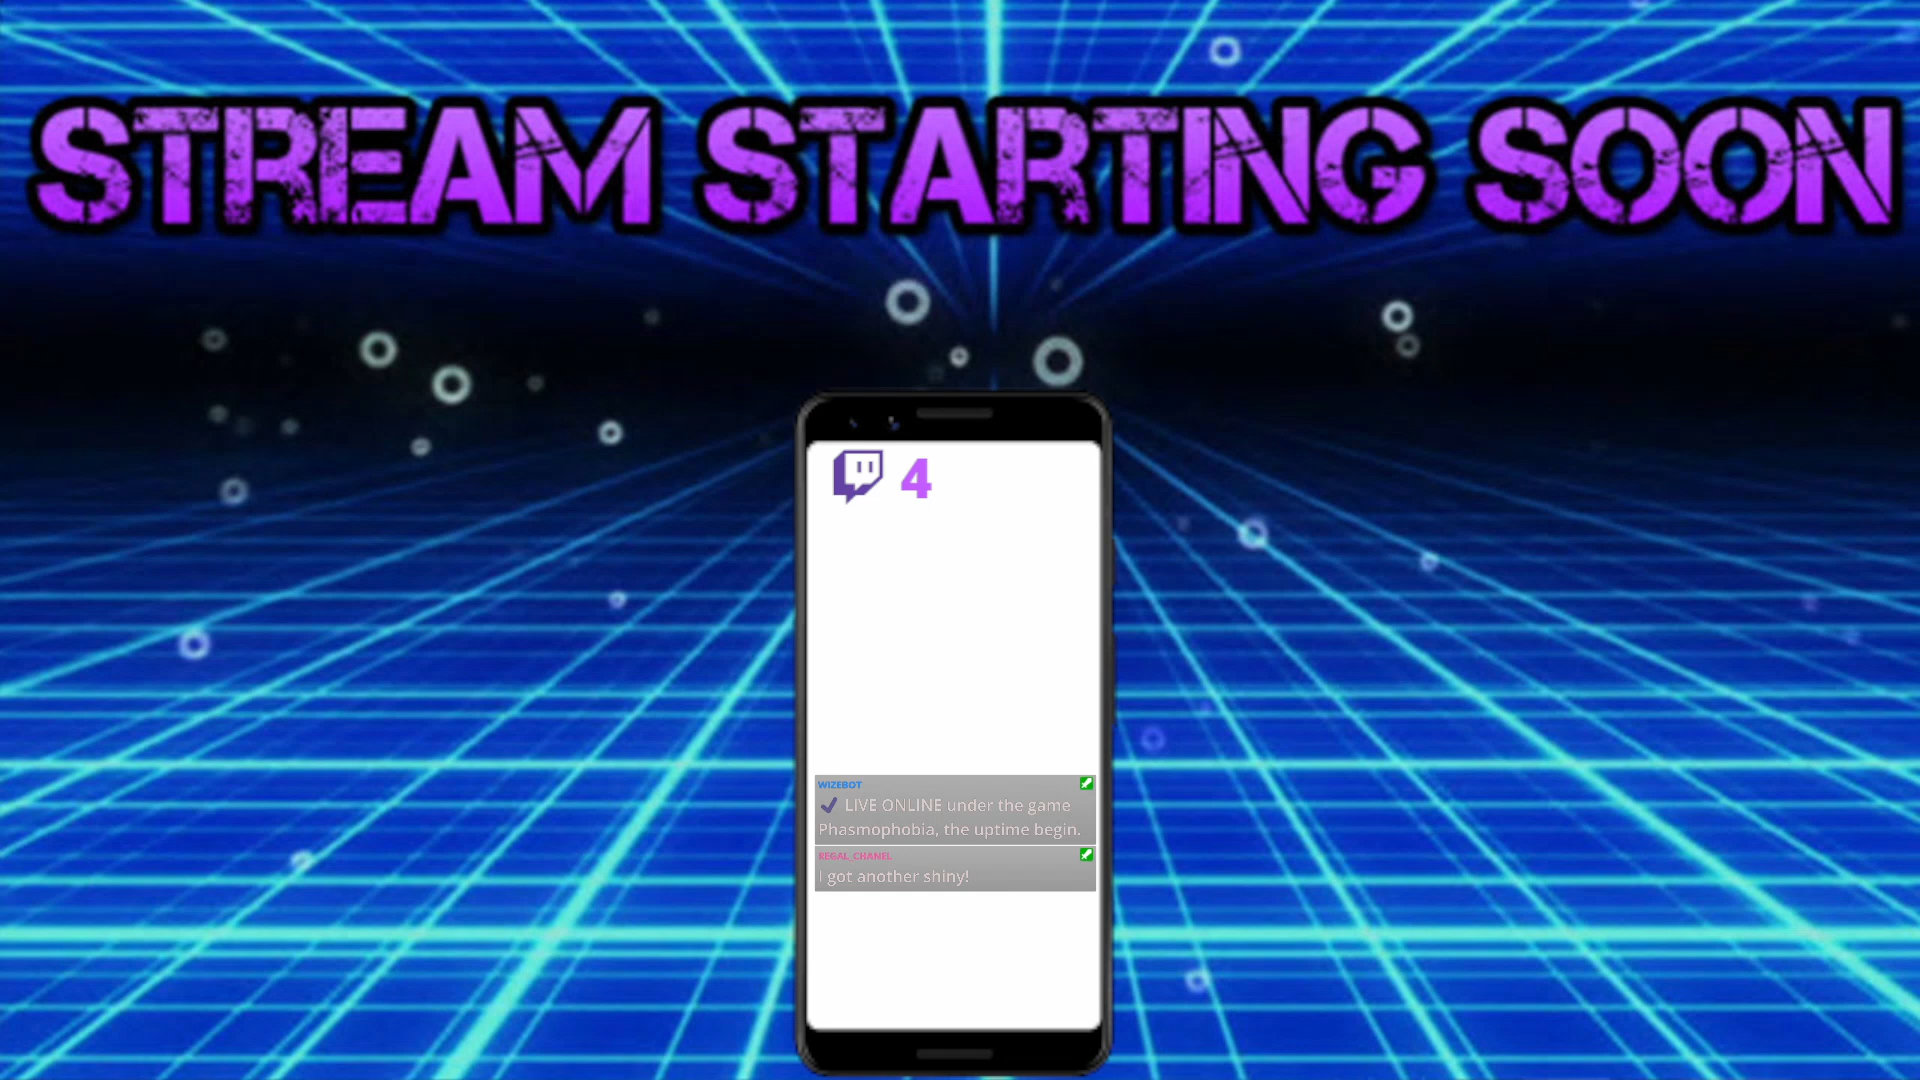 STREAM STARTING SOON
4
WIZEBOT
LIVE ONLINE under the game
Phasmophobia, the uptime begin.
REGAL_CHANEL
I got another shiny!